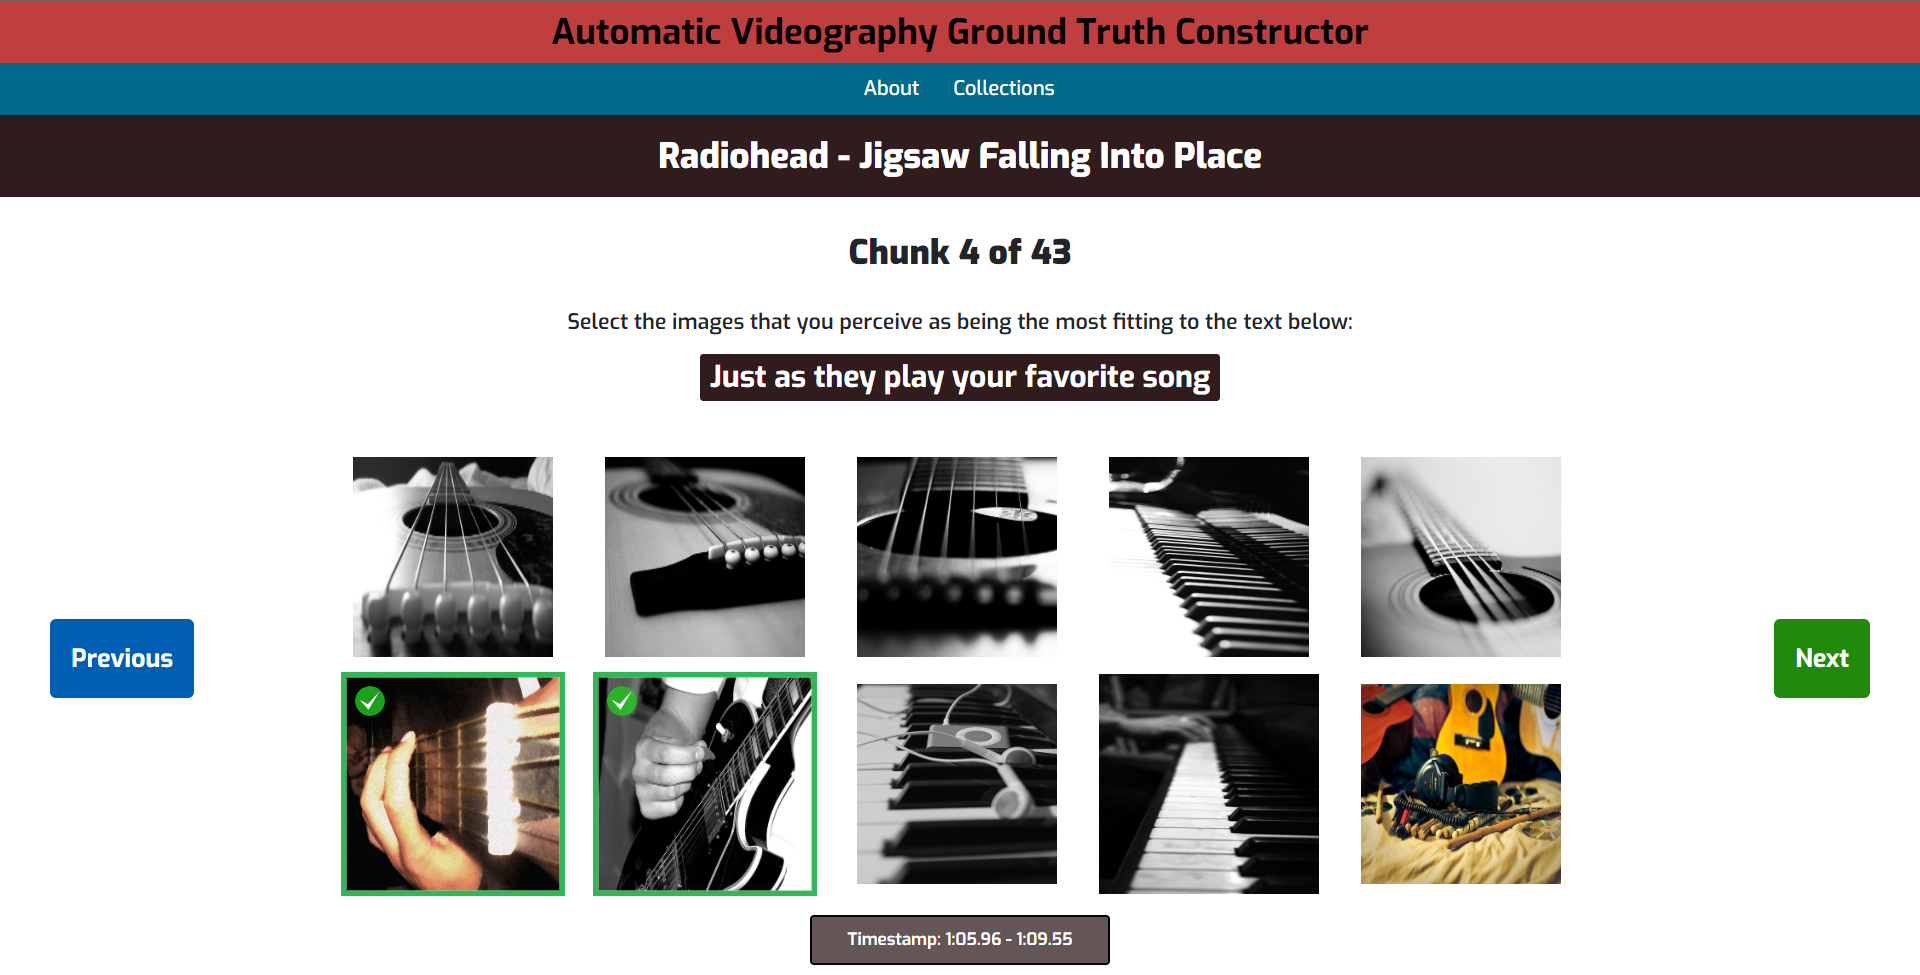 Automatic Videography Ground Truth Constructor
About Collections
Radiohead - Jigsaw Falling Into Place
Chunk 4 of 43
Select the images that you perceive as being the most fitting to the text below:
Just as they play your favorite song
Previous
Next
Timestamp: 1:05.96 - 1:09.55